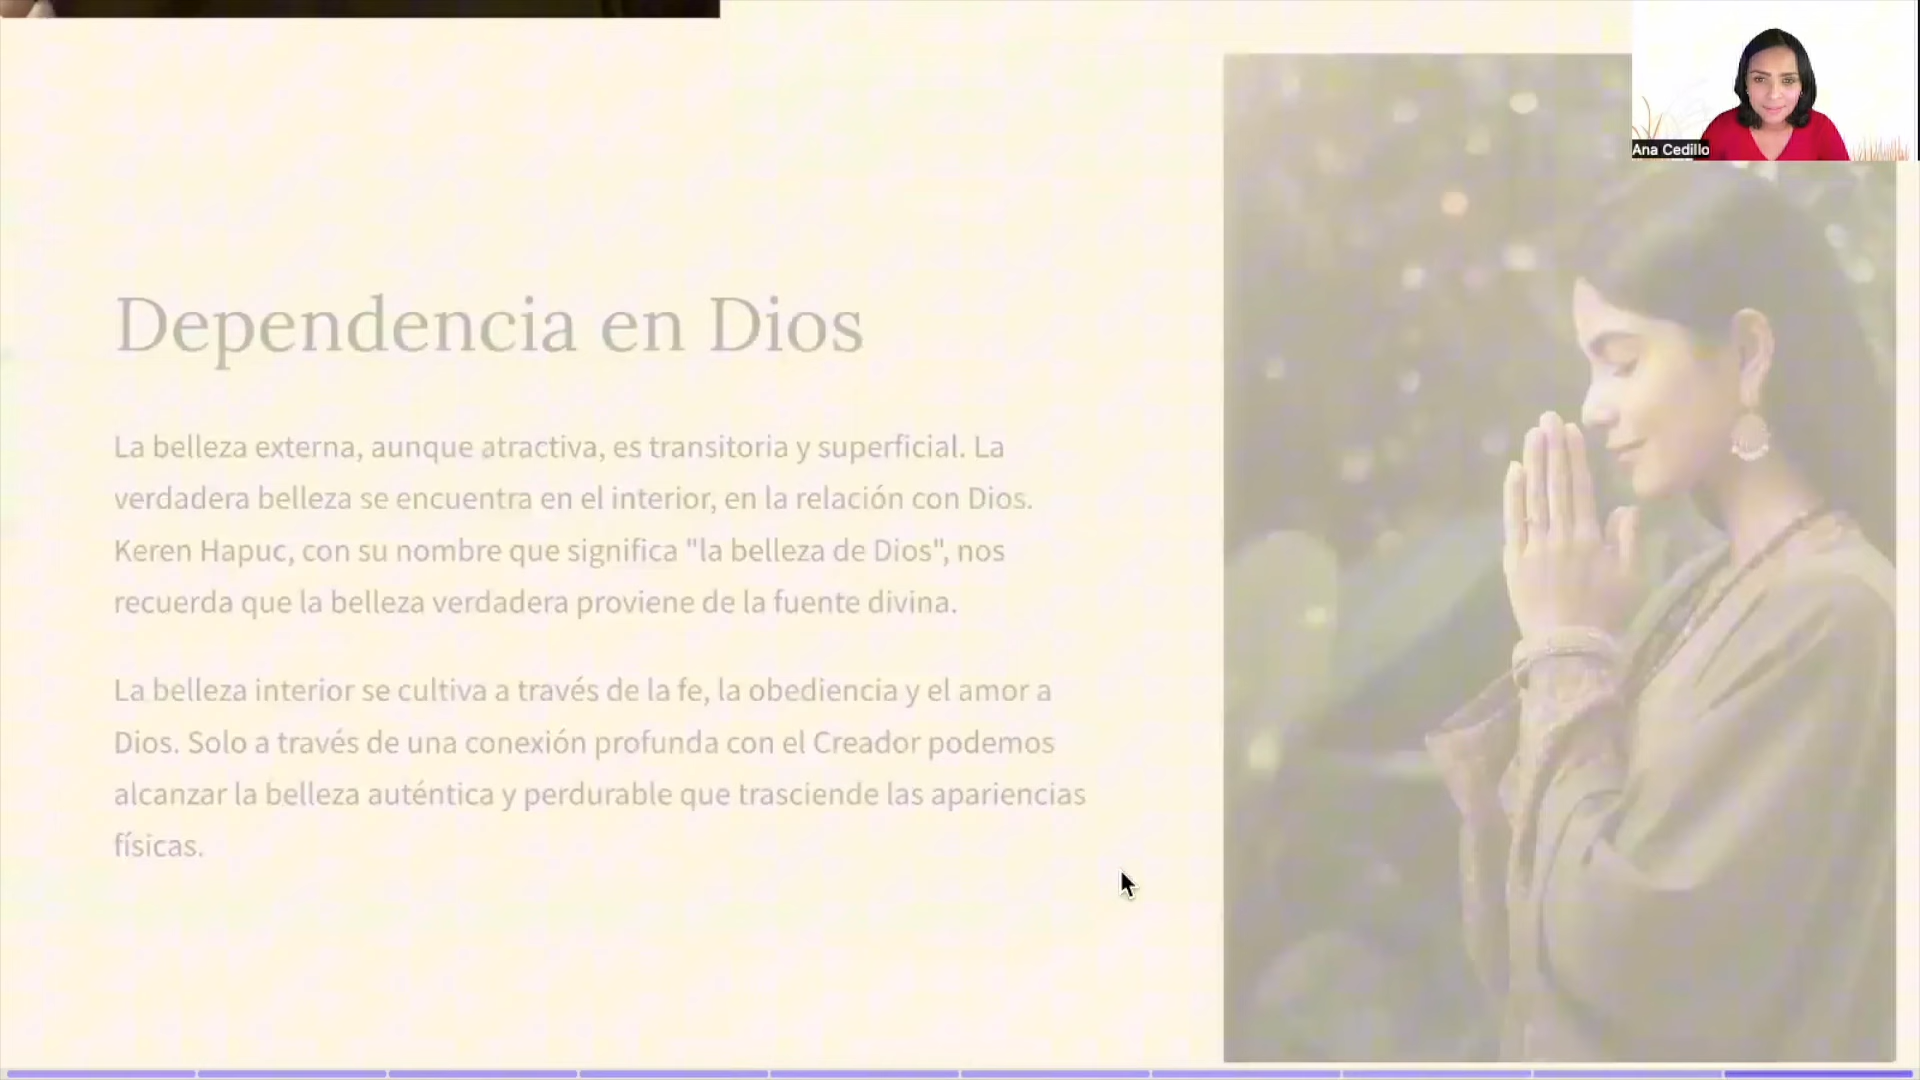 Ana Cedillo
Dependencia en Dios
La belleza externa, aunque atractiva, es transitoria y superficial. La
verdadera belleza se encuentra en el interior, en la relación con Dios.
Keren Hapuc, con su nombre que significa "la belleza de Dios", nos
recuerda que la belleza verdadera proviene de la fuente divina.
La belleza interior se cultiva a través de la fe, la obediencia y el amor a
Dios. Solo a través de una conexión profunda con el Creador podemos
alcanzar la belleza auténtica y perdurable que trasciende las apariencias
físicas.